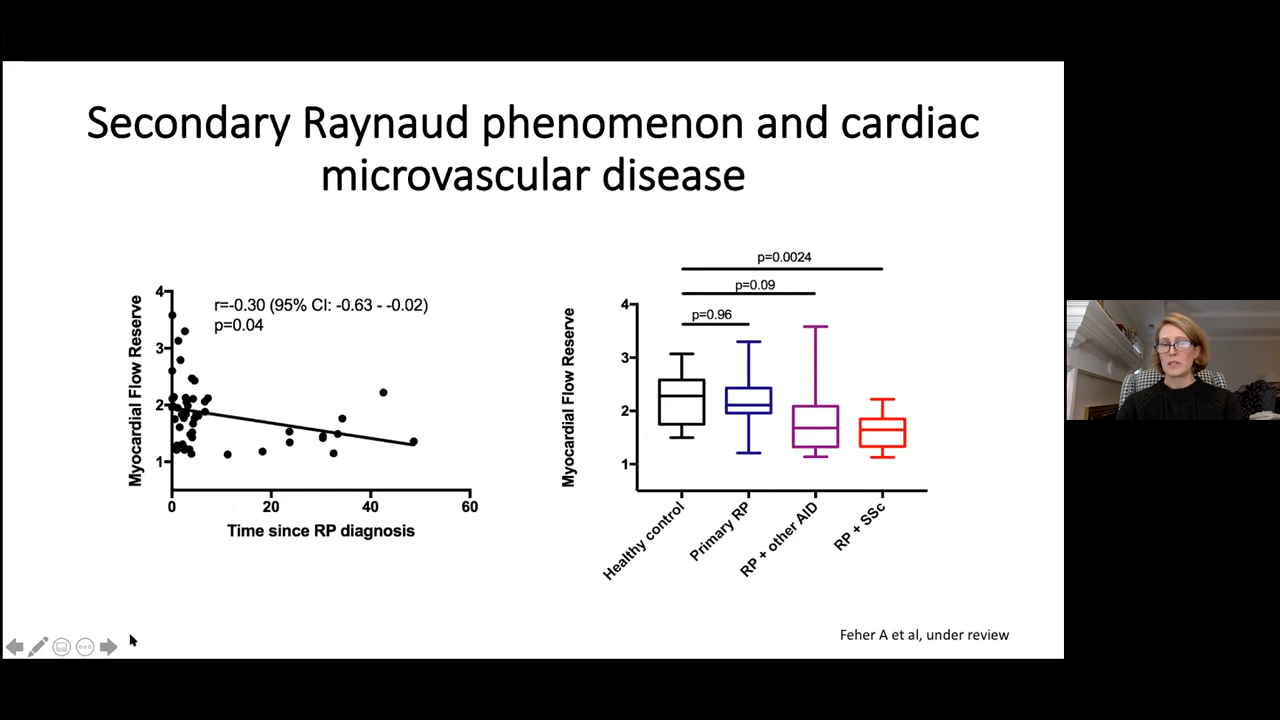 Secondary Raynaud phenomenon and cardiac
microvascular disease
Myocardial Flow Reserve
4
3
2
1
r=-0.30 (95% CI: -0.63 - -0.02)
p=0.04
0
20
40
60
Time since RP diagnosis
Myocardial Flow Reserve
4
3
2
1
p=0.0024
p=0.09
p=0.96
Healthy control
Primary RP
RP + other AID
RP + SSc
Feher A et al, under review